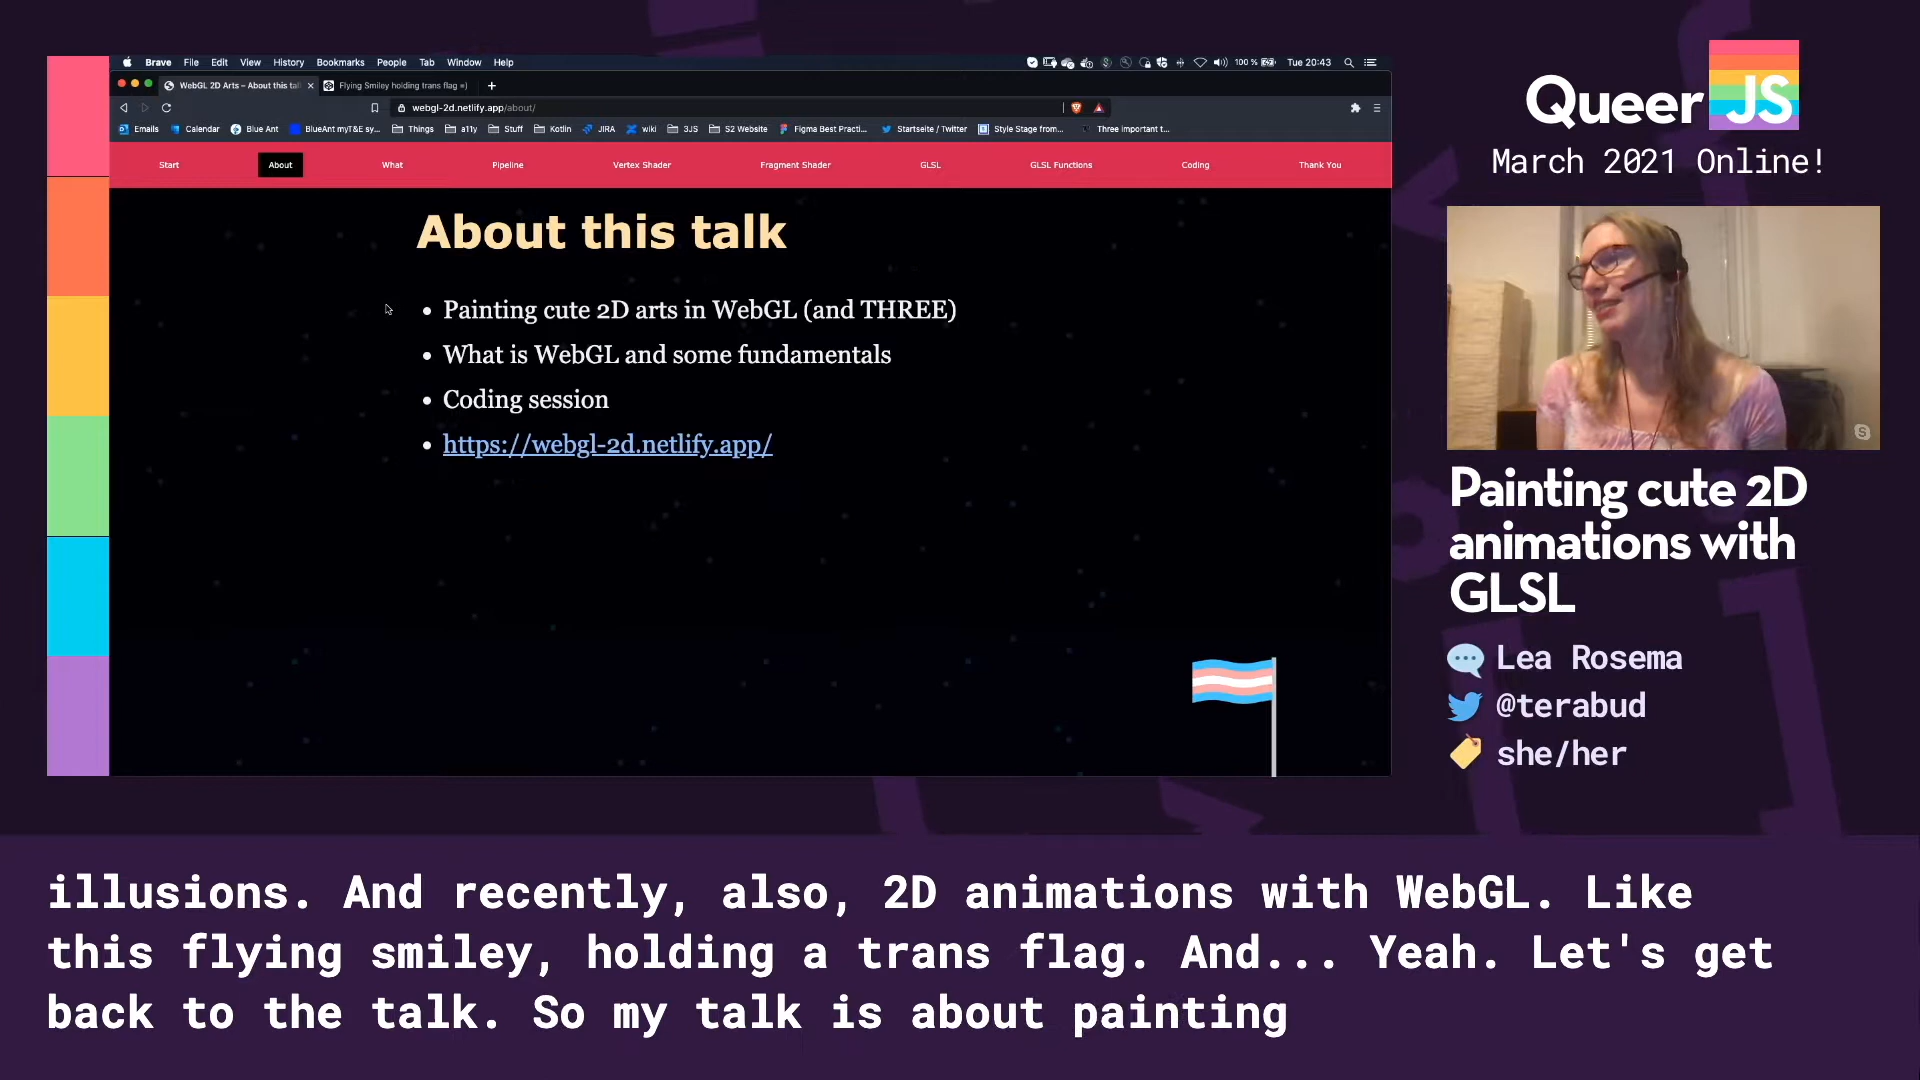 Brave File Edit View History Bookmarks People Tab Window Help
100 % Tue 20:43
WebGL 2D Arts – About this tal
Flying Smiley holding trans flag =)
webgl-2d.netlify.app/about/
Emails Calendar Blue Ant BlueAnt myT&E sy... Things a11y Stuff Kotlin JIRA wiki 3JS S2 Website Figma Best Practi... Startseite / Twitter Style Stage from... Three important t...
Start About What Pipeline Vertex Shader Fragment Shader GLSL GLSL Functions Coding Thank You
About this talk
• Painting cute 2D arts in WebGL (and THREE)
• What is WebGL and some fundamentals
• Coding session
• https://webgl-2d.netlify.app/
Queer JS
March 2021 Online!
Painting cute 2D
animations with
GLSL
Lea Rosema
@terabud
she/her
illusions. And recently, also, 2D animations with WebGL. Like
this flying smiley, holding a trans flag. And... Yeah. Let's get
back to the talk. So my talk is about painting